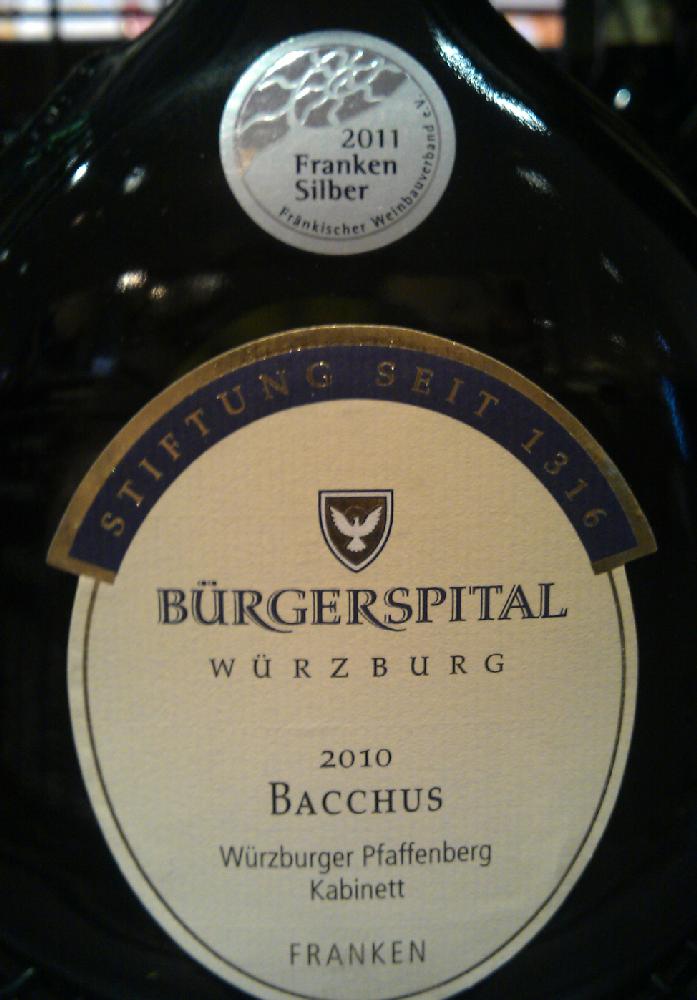 2011
Franken
Silber
Fränkischer Weinbauverband e.V.
STIFTUNG SEIT 1316
BÜRGERSPITAL
WÜRZBURG
2010
BACCHUS
Würzburger Pfaffenberg
Kabinett
FRANKEN